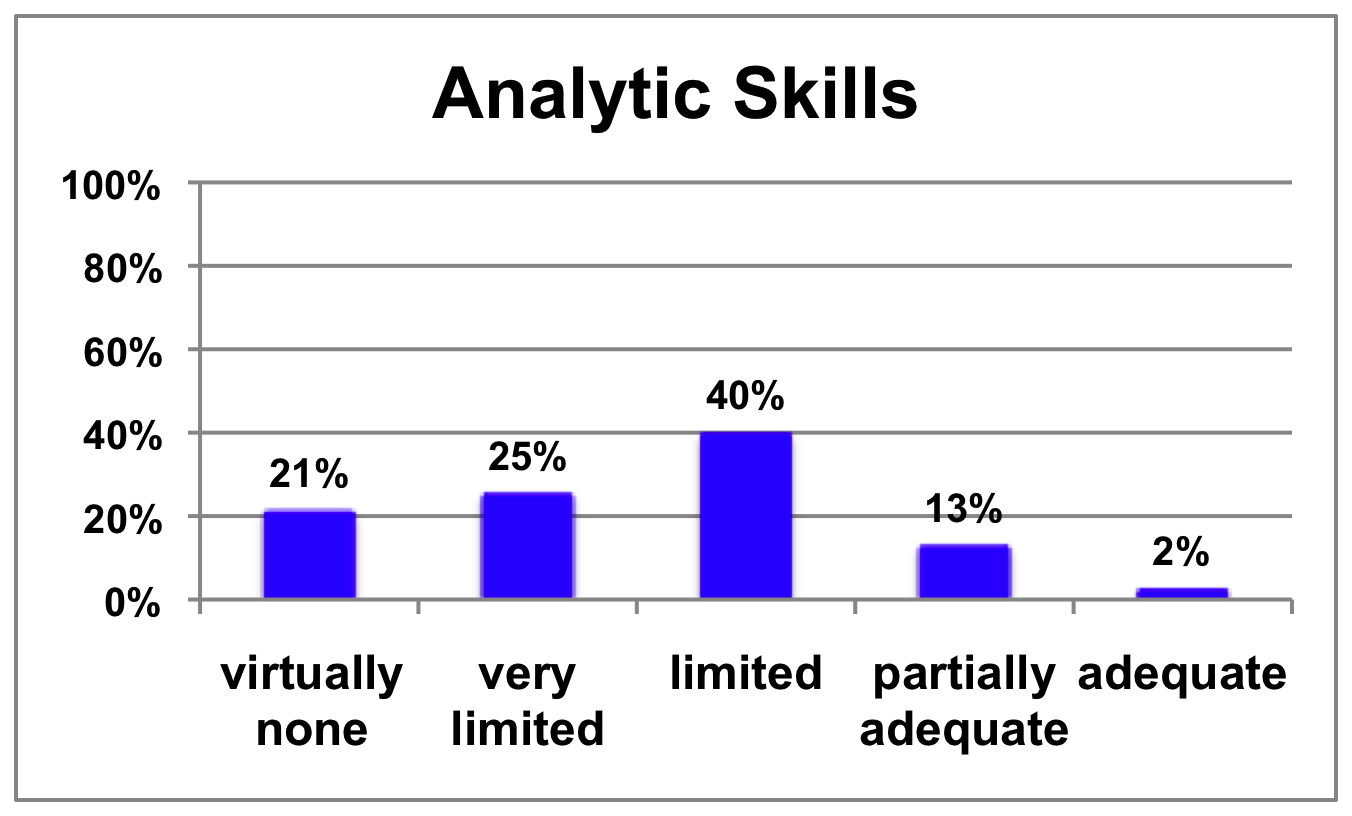 Analytic Skills
100%
80%
60%
40%
20%
0%
21%
25%
40%
13%
2%
virtually none
very limited
limited
partially adequate
adequate